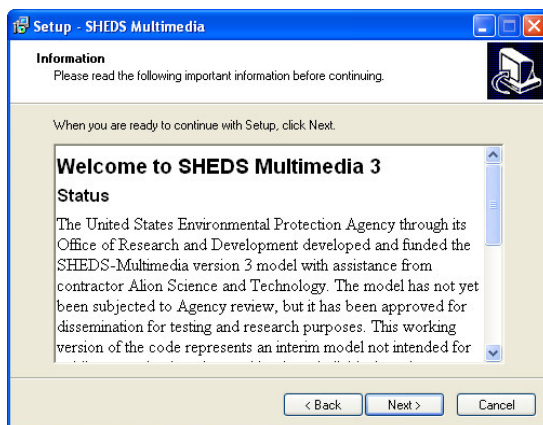 Setup - SHEDS Multimedia
Information
Please read the following important information before continuing.
When you are ready to continue with Setup, click Next.
Welcome to SHEDS Multimedia 3
Status
The United States Environmental Protection Agency through its
Office of Research and Development developed and funded the
SHEDS-Multimedia version 3 model with assistance from
contractor Alion Science and Technology. The model has not yet
been subjected to Agency review, but it has been approved for
dissemination for testing and research purposes. This working
version of the code represents an interim model not intended for
< Back
Next >
Cancel